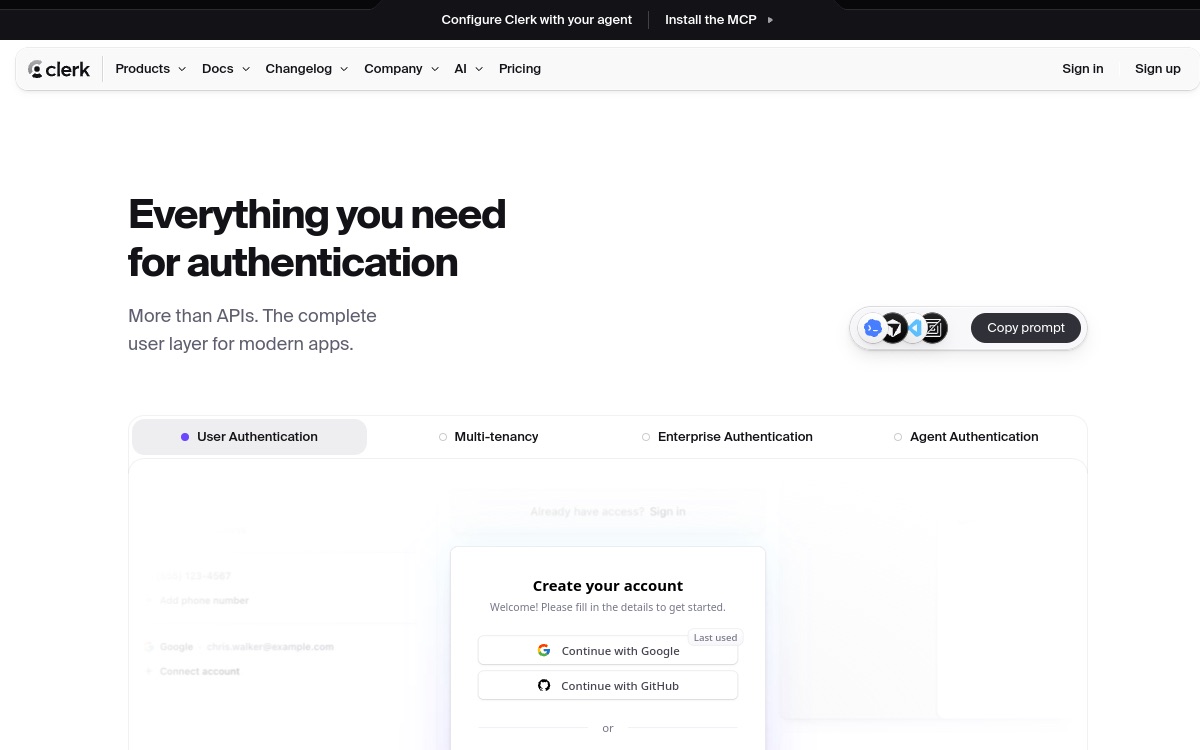 Configure Clerk with your agent
Install the MCP
clerk
Products
Docs
Changelog
Company
AI
Pricing
Sign in
Sign up
Everything you need
for authentication
More than APIs. The complete
user layer for modern apps.
Copy prompt
User Authentication
Multi-tenancy
Enterprise Authentication
Agent Authentication
Already have access? Sign in
Add phone number
Google
chris.walker@example.com
Connect account
Create your account
Welcome! Please fill in the details to get started.
Last used
Continue with Google
Continue with GitHub
or